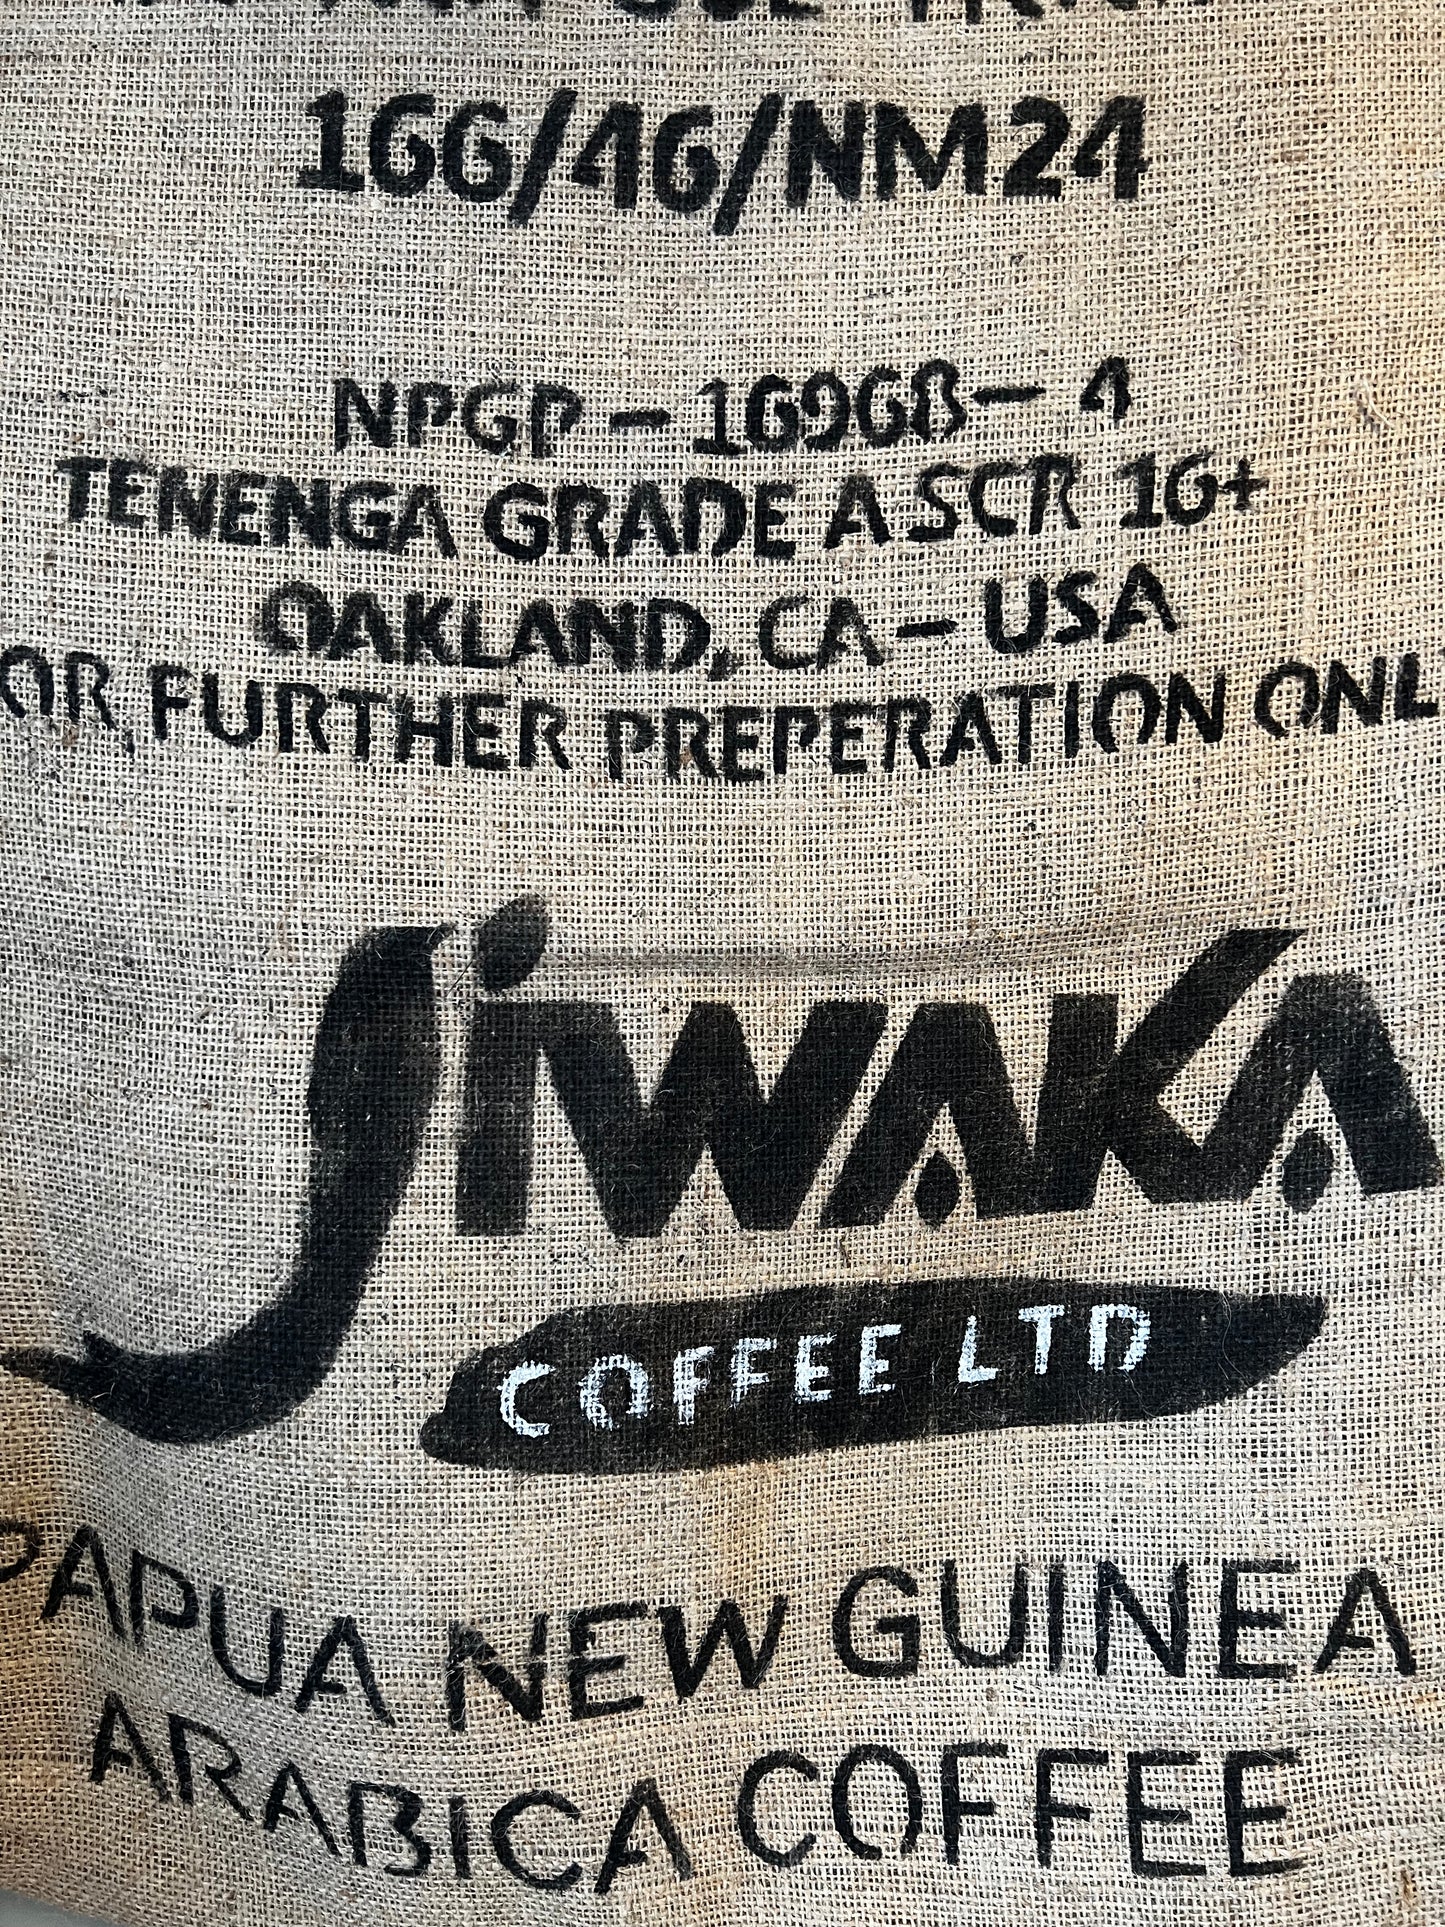 166/46/NM24
NPGP - 16968 - 4
TENENGA GRADE A SCR 16+
OAKLAND, CA - USA
OR FURTHER PREPERATION ONL
JIWAKA
COFFEE LTD
PAPUA NEW GUINEA
ARABICA COFFEE